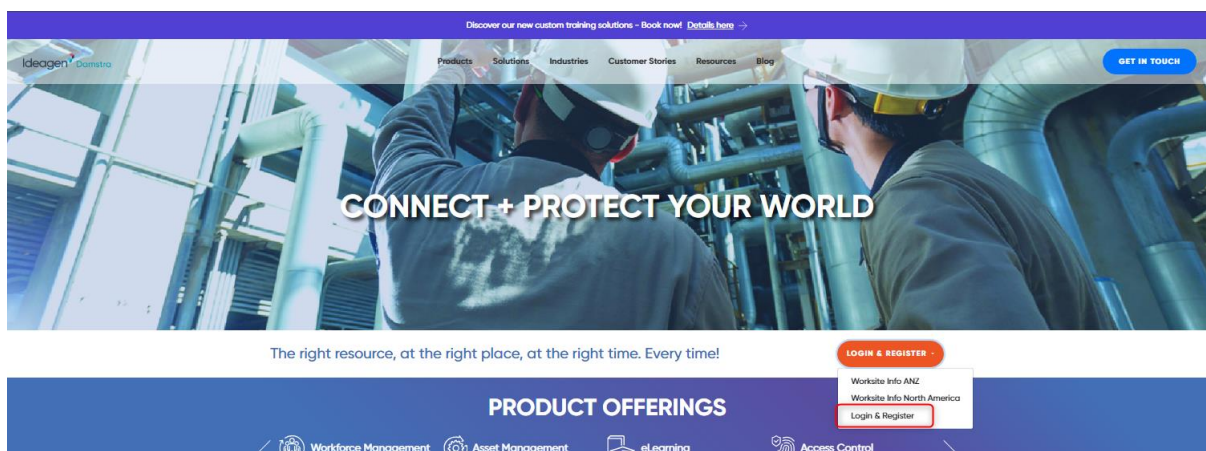 Discover our new custom training solutions - Book now! Details here →
Ideagen Damstra
Products Solutions Industries Customer Stories Resources Blog
GET IN TOUCH
CONNECT + PROTECT YOUR WORLD
The right resource, at the right place, at the right time. Every time!
LOGIN & REGISTER
Worksite Info ANZ
Worksite Info North America
Login & Register
PRODUCT OFFERINGS
Workforce Management Asset Management eLearning Access Control